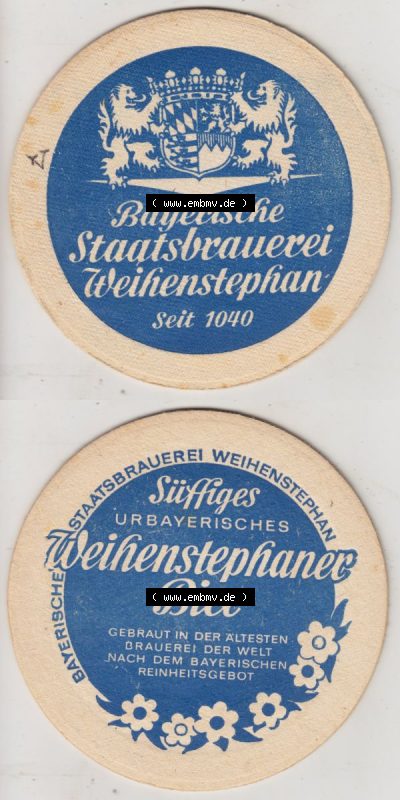 ( www.embmv.de )
Bayerische
Staatsbrauerei
Weihenstephan
Seit 1040
BAYERISCHE STAATSBRAUEREI WEIHENSTEPHAN
Süffiges
URBAYERISCHES
Weihenstephaner
( www.embmv.de )
Bier
GEBRAUT IN DER ÄLTESTEN
BRAUEREI DER WELT
NACH DEM BAYERISCHEN
REINHEITSGEBOT